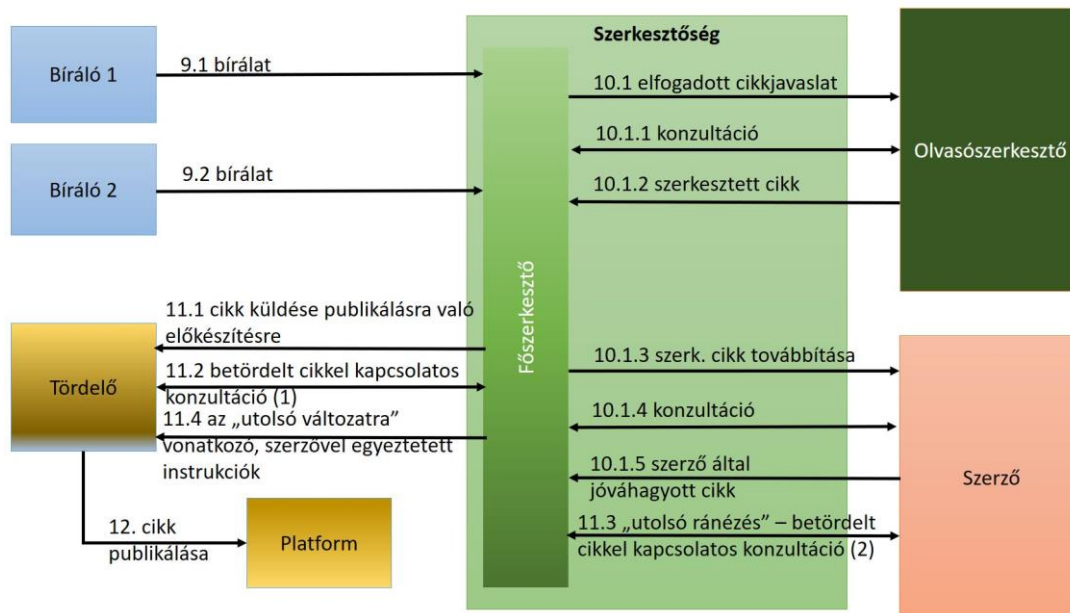 Szerkesztőség
Bíráló 1
9.1 bírálat
10.1 elfogadott cikkjavaslat
10.1.1 konzultáció
Olvasószerkesztő
Bíráló 2
9.2 bírálat
10.1.2 szerkesztett cikk
Főszerkesztő
11.1 cikk küldése publikálásra való
előkészítésre
Tördelő
11.2 betördelt cikkel kapcsolatos
konzultáció (1)
11.4 az „utolsó változatra”
vonatkozó, szerzővel egyeztetett
instrukciók
10.1.3 szerk. cikk továbbítása
10.1.4 konzultáció
10.1.5 szerző által
jóváhagyott cikk
Szerző
11.3 „utolsó ránézés” – betördelt
cikkel kapcsolatos konzultáció (2)
12. cikk
publikálása
Platform